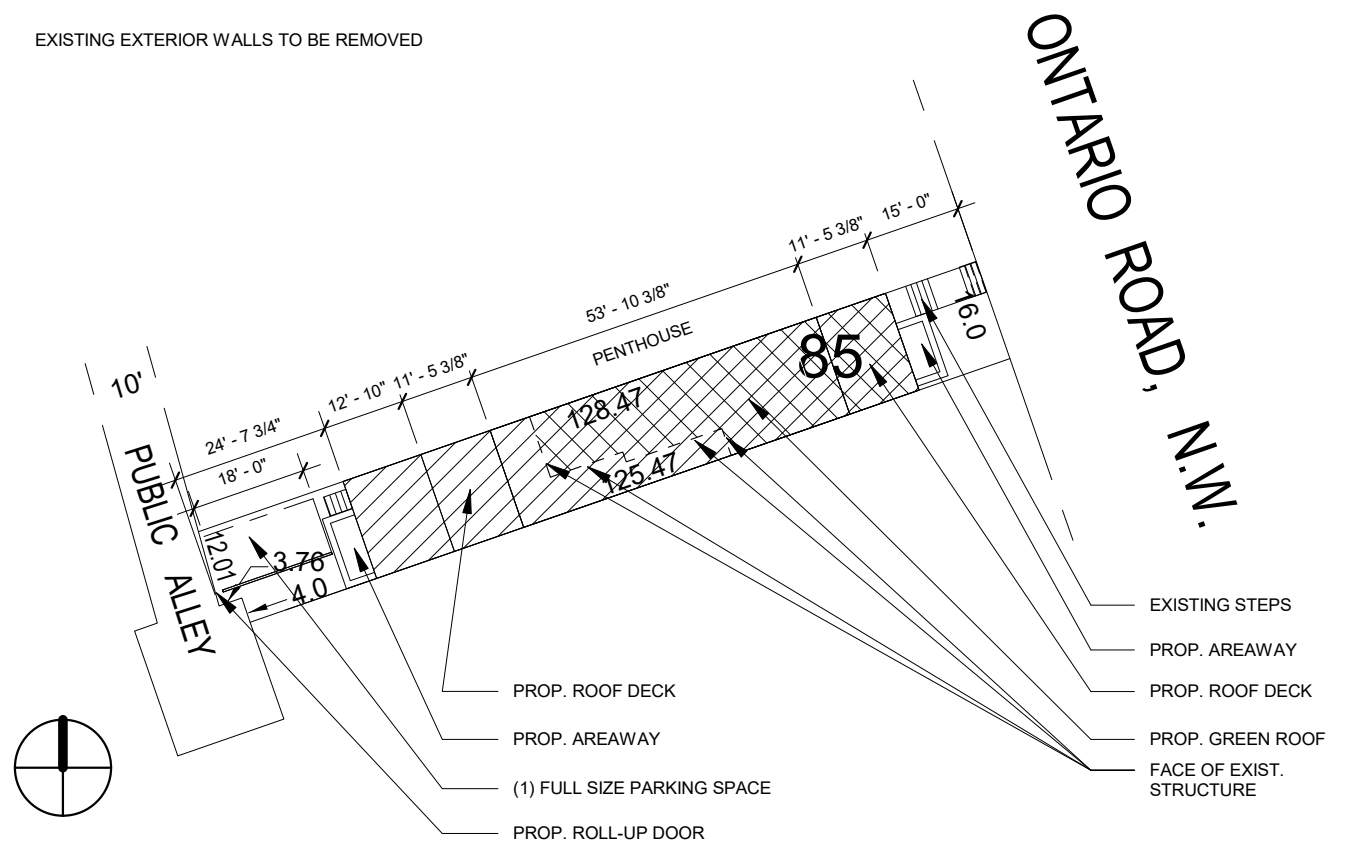 EXISTING EXTERIOR WALLS TO BE REMOVED
ONTARIO ROAD, N.W.
15' - 0"
11' - 5 3/8"
53' - 10 3/8"
PENTHOUSE
11' - 5 3/8"
12' - 10"
24' - 7 3/4"
18' - 0"
10'
PUBLIC ALLEY
16.0
85
128.47
125.47
12.01
3.76
4.0
EXISTING STEPS
PROP. AREAWAY
PROP. ROOF DECK
PROP. GREEN ROOF
FACE OF EXIST.
STRUCTURE
PROP. ROOF DECK
PROP. AREAWAY
(1) FULL SIZE PARKING SPACE
PROP. ROLL-UP DOOR